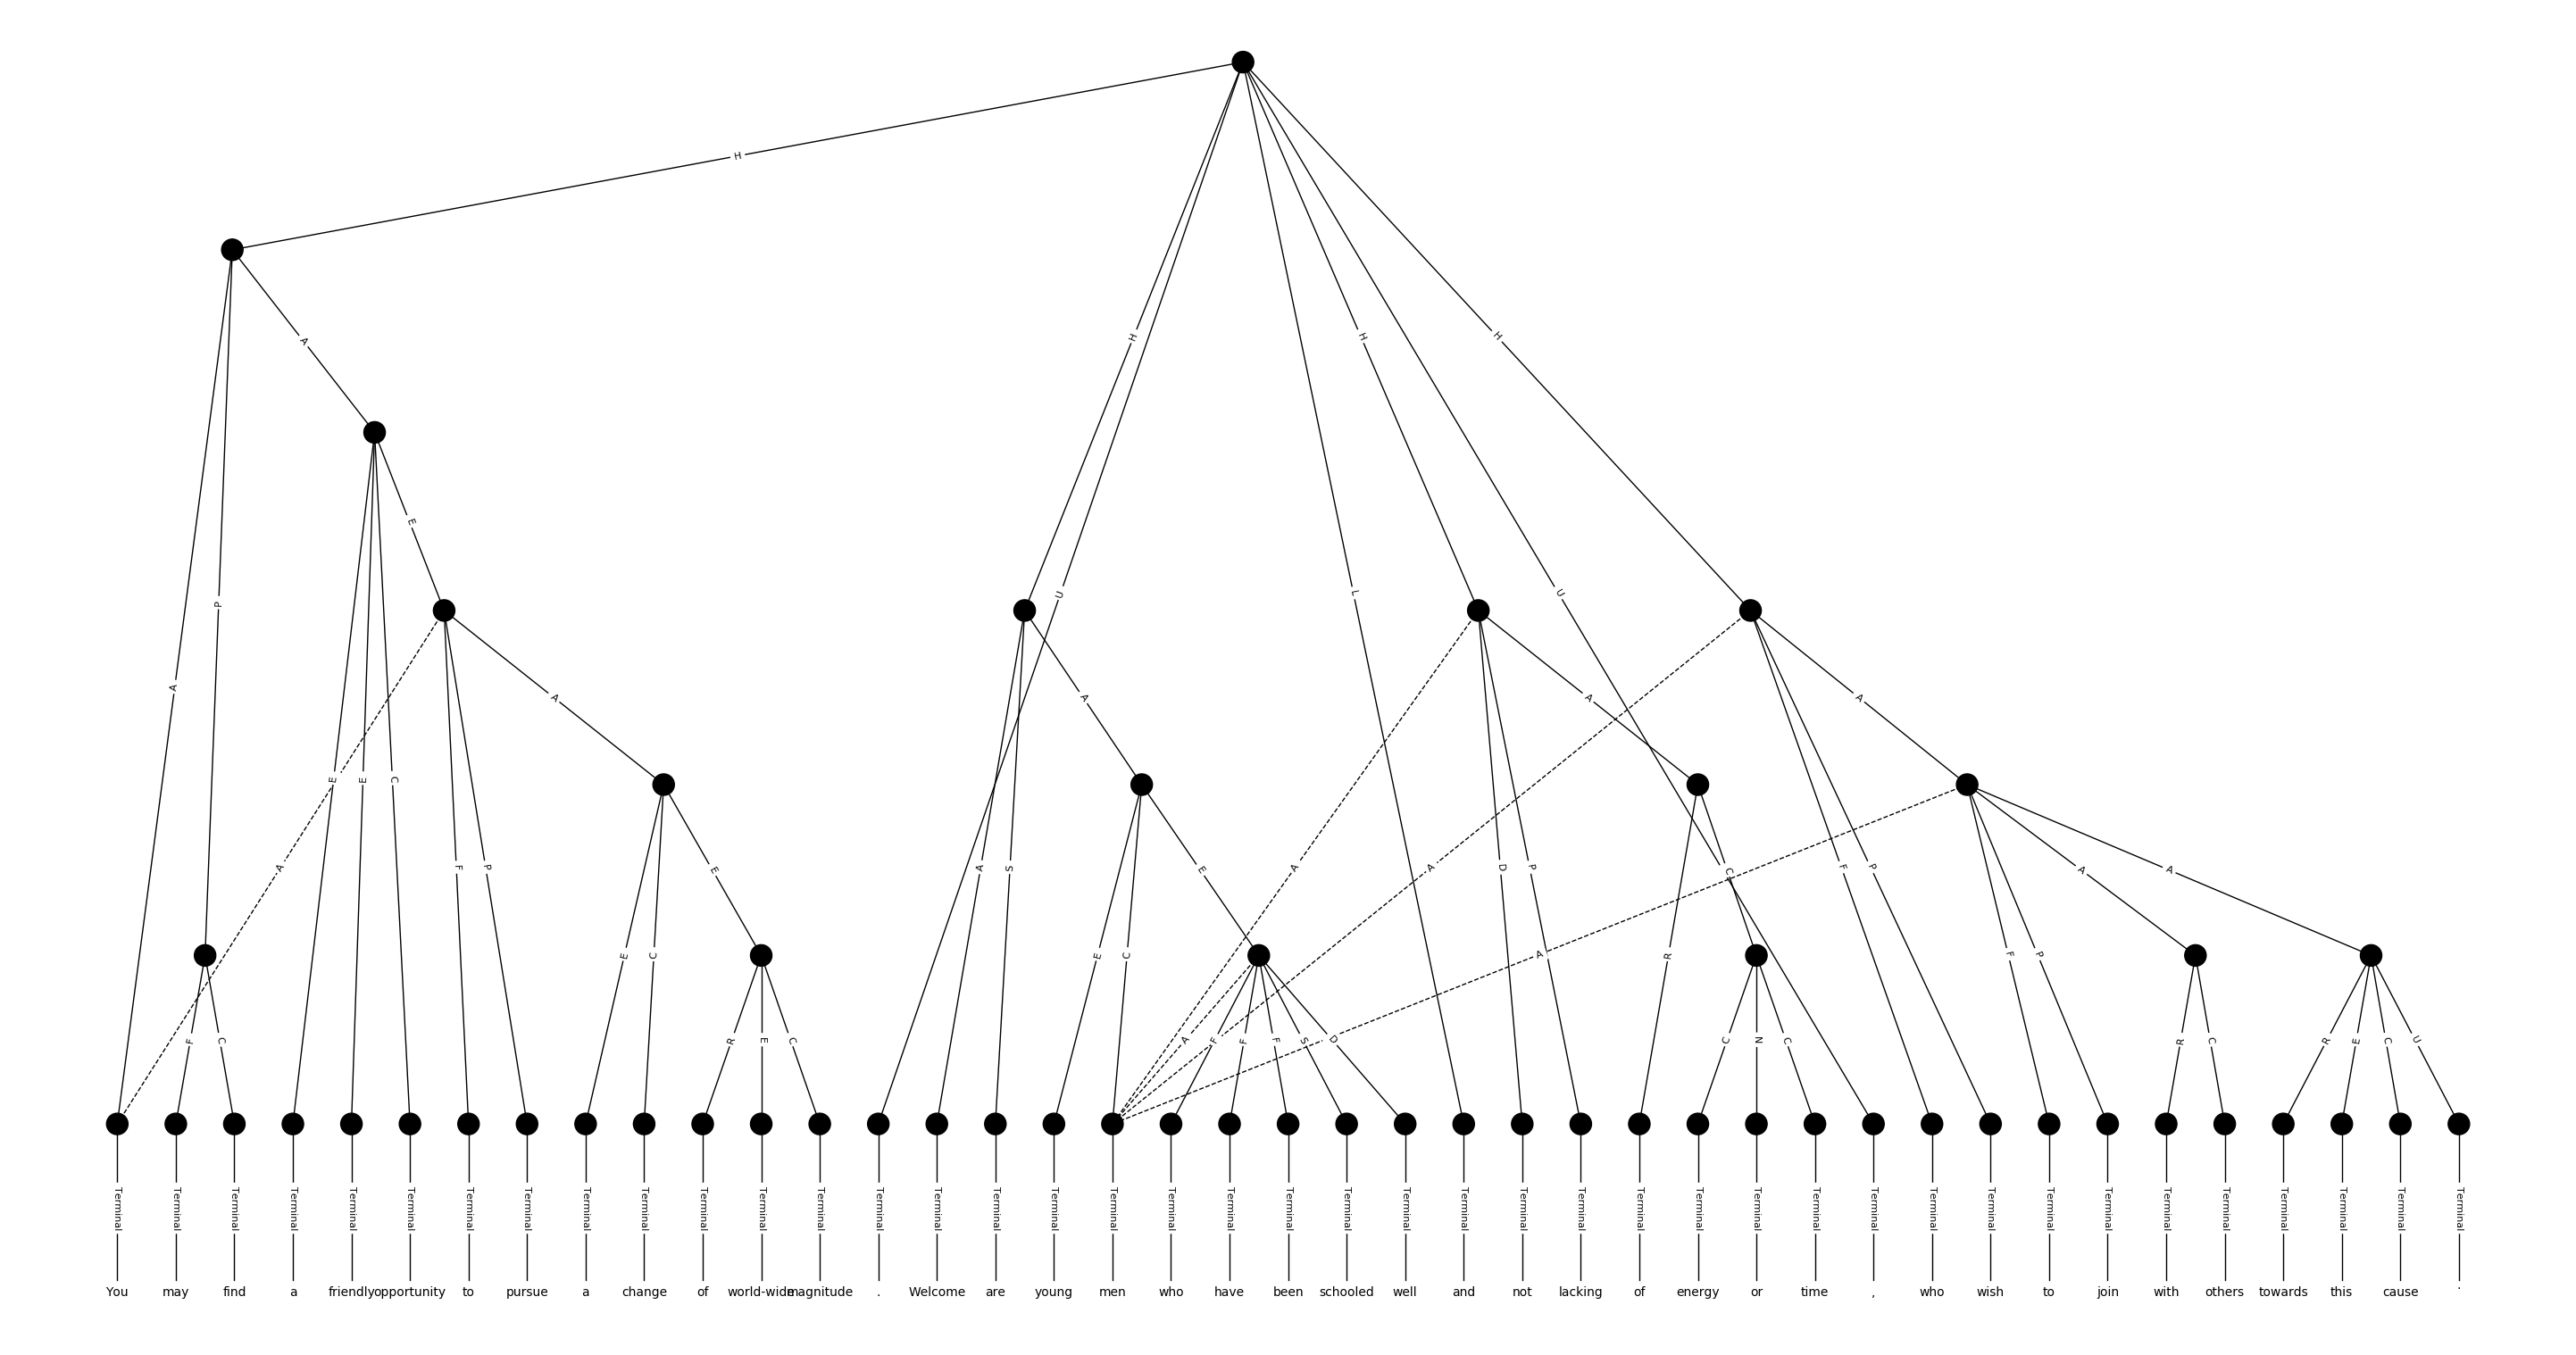 H
H H H
A
E
U L U
P
A
A A A A
E E C
A F P E A S E A A D P C F P A A
E C E C A R F P
F C R E C A F F F S D C N C R C R E C U
Terminal Terminal Terminal Terminal Terminal Terminal Terminal Terminal Terminal Terminal Terminal Terminal Terminal Terminal Terminal Terminal Terminal Terminal Terminal Terminal Terminal Terminal Terminal Terminal Terminal Terminal Terminal Terminal Terminal Terminal Terminal Terminal Terminal Terminal Terminal Terminal Terminal Terminal Terminal Terminal Terminal
You may find a friendly opportunity to pursue a change of world-wide magnitude . Welcome are young men who have been schooled well and not lacking of energy or time , who wish to join with others towards this cause .